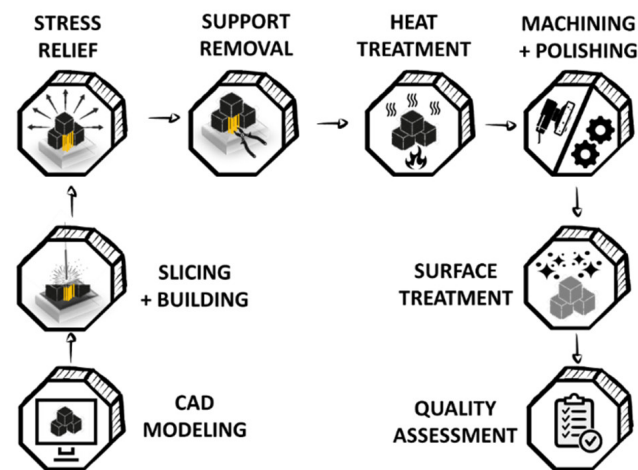 STRESS
RELIEF
SUPPORT
REMOVAL
HEAT
TREATMENT
MACHINING
+ POLISHING
SLICING
+ BUILDING
SURFACE
TREATMENT
CAD
MODELING
QUALITY
ASSESSMENT